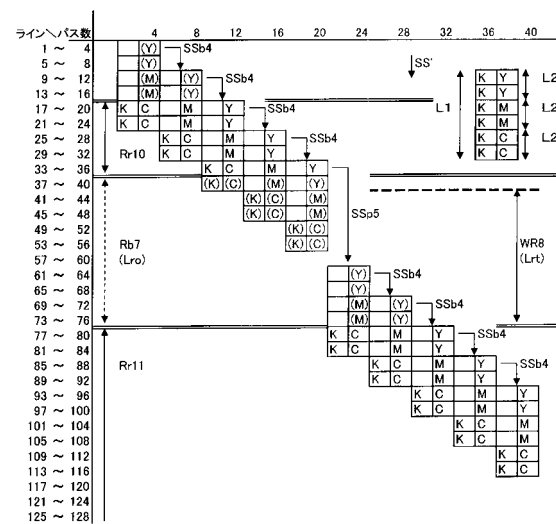 ライン＼パス数 4 8 12 16 20 24 28 32 36 40
1 ～ 4 (Y) SSb4 SS'
5 ～ 8 (Y)
9 ～ 12 (M) (Y) SSb4 K Y L2
13 ～ 16 (M) (Y) K Y
17 ～ 20 K C M Y SSb4 L1 K M L2
21 ～ 24 K C M Y K M
25 ～ 28 K C M Y SSb4 K C L2
29 ～ 32 Rr10 K C M Y K C
33 ～ 36 K C M Y
37 ～ 40 (K) (C) (M) (Y)
41 ～ 44 (K) (C) (M)
45 ～ 48 (K) (C) (M) SSp5
49 ～ 52 (K) (C)
53 ～ 56 Rb7 (K) (C) WR8
57 ～ 60 (Lro) (Lrt)
61 ～ 64 (Y) SSb4
65 ～ 68 (Y)
69 ～ 72 (M) (Y) SSb4
73 ～ 76 (M) (Y)
77 ～ 80 K C M Y SSb4
81 ～ 84 K C M Y
85 ～ 88 Rr11 K C M Y SSb4
89 ～ 92 K C M Y
93 ～ 96 K C M Y
97 ～ 100 K C M Y
101 ～ 104 K C M
105 ～ 108 K C M
109 ～ 112 K C
113 ～ 116 K C
117 ～ 120
121 ～ 124
125 ～ 128